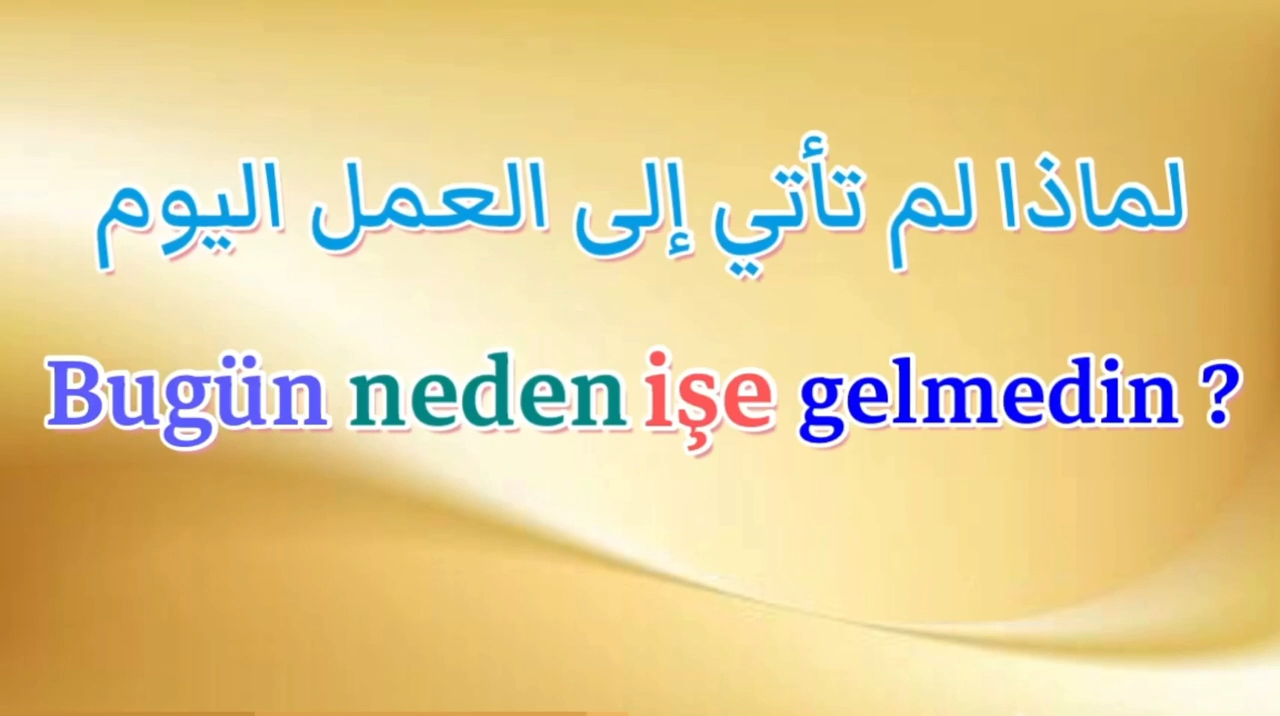 لماذا لم تأتي إلى العمل اليوم
Bugün neden işe gelmedin ?